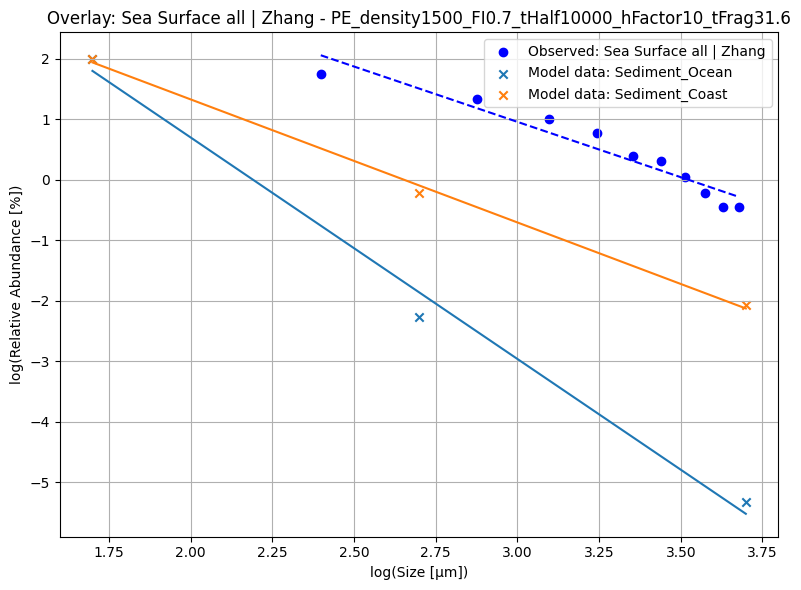 Overlay: Sea Surface all | Zhang - PE_density1500_FI0.7_tHalf10000_hFactor10_tFrag31.6
Observed: Sea Surface all | Zhang
Model data: Sediment_Ocean
Model data: Sediment_Coast
log(Relative Abundance [%])
2
1
0
−1
−2
−3
−4
−5
1.75
2.00
2.25
2.50
2.75
3.00
3.25
3.50
3.75
log(Size [μm])